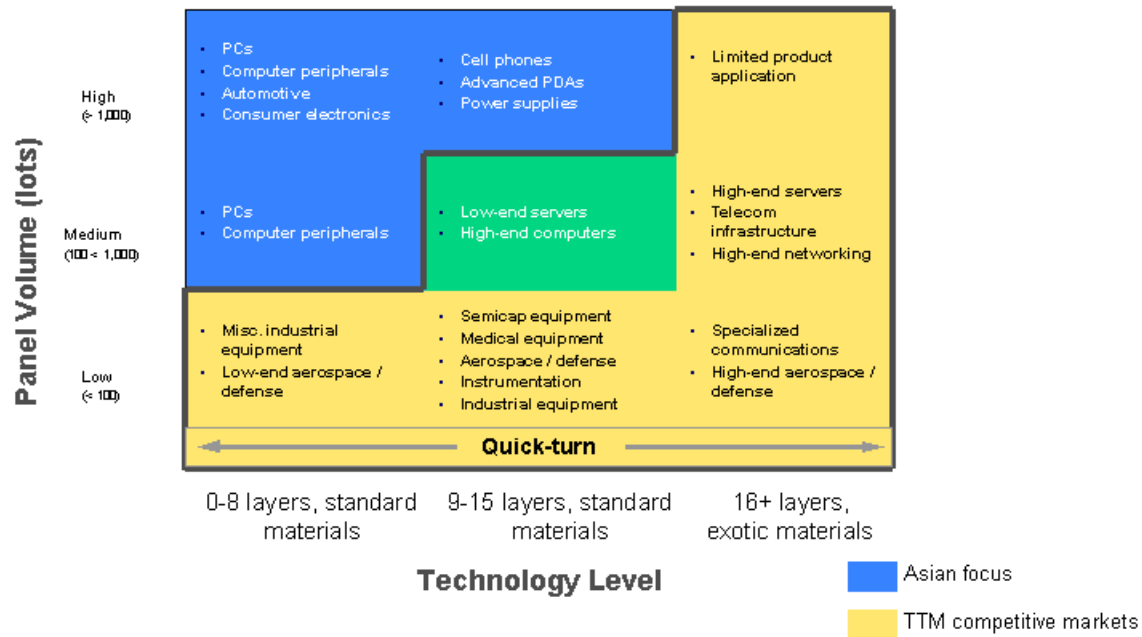 Panel Volume (lots)
High
(> 1,000)
• PCs
• Computer peripherals
• Automotive
• Consumer electronics
• Cell phones
• Advanced PDAs
• Power supplies
• Limited product
application
Medium
(100 < 1,000)
• PCs
• Computer peripherals
• Low-end servers
• High-end computers
• High-end servers
• Telecom
infrastructure
• High-end networking
Low
(< 100)
• Misc. industrial
equipment
• Low-end aerospace /
defense
• Semicap equipment
• Medical equipment
• Aerospace / defense
• Instrumentation
• Industrial equipment
• Specialized
communications
• High-end aerospace /
defense
Quick-turn
0-8 layers, standard
materials
9-15 layers, standard
materials
16+ layers,
exotic materials
Technology Level
Asian focus
TTM competitive markets